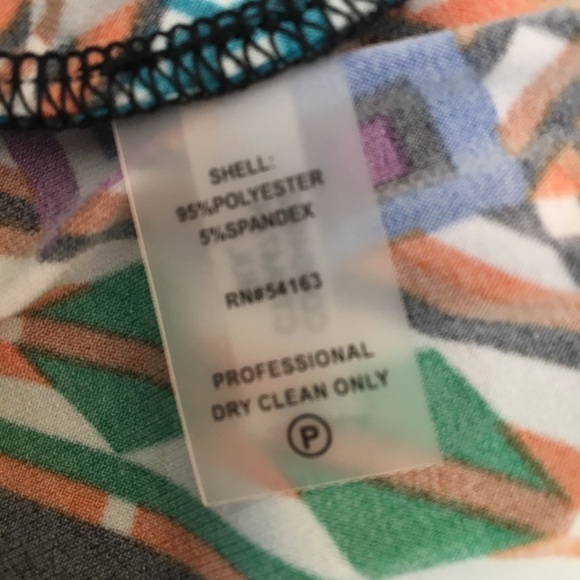 SHELL:
95%POLYESTER
5%SPANDEX
RN#54163
PROFESSIONAL
DRY CLEAN ONLY
P